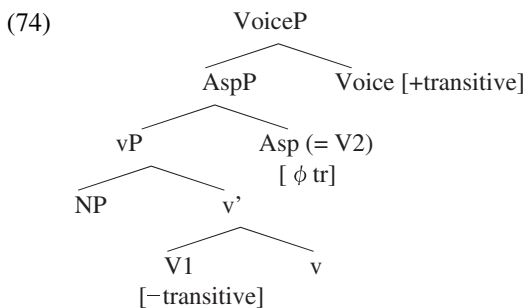 (74) VoiceP
AspP Voice [+transitive]
vP Asp (= V2)
[ ϕ tr]
NP v’
V1 v
[−transitive]